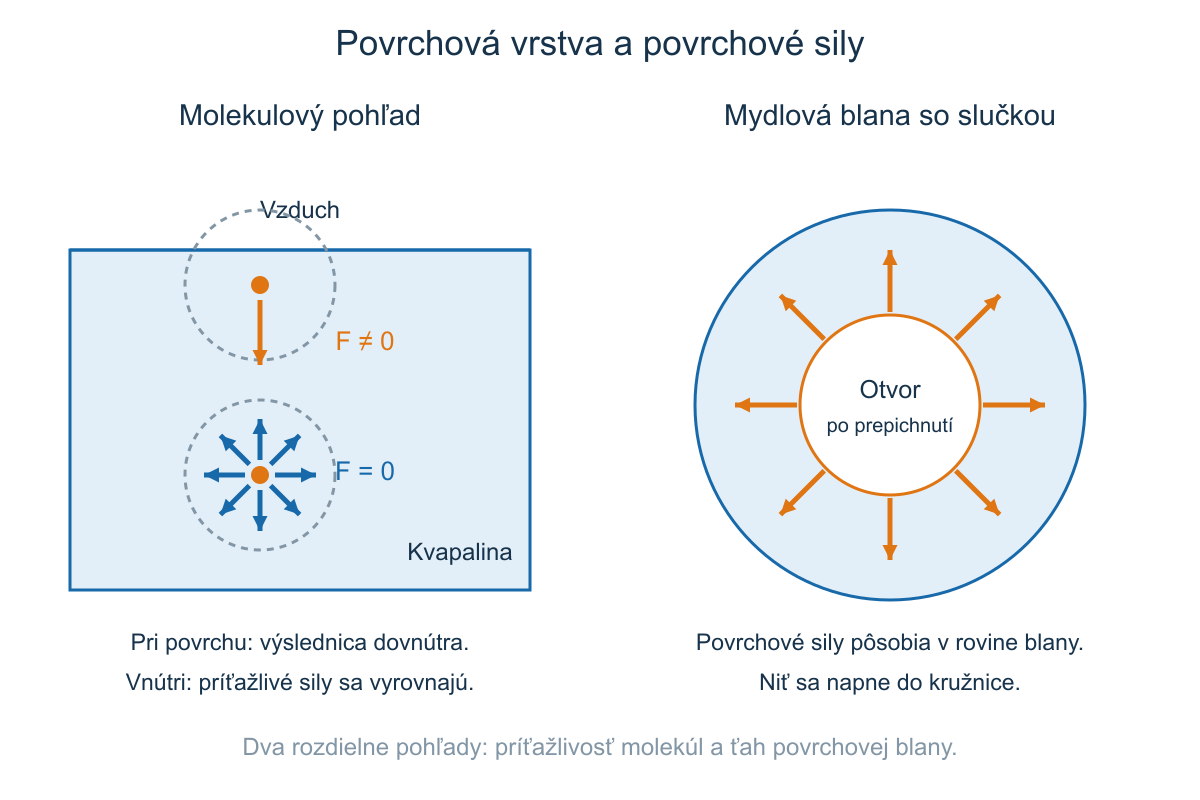 Povrchová vrstva a povrchové sily
Molekulový pohľad
Vzduch
F ≠ 0
F = 0
Kvapalina
Pri povrchu: výslednica dovnútra.
Vnútri: príťažlivé sily sa vyrovnajú.
Mydlová blana so slučkou
Otvor
po prepichnutí
Povrchové sily pôsobia v rovine blany.
Niť sa napne do kružnice.
Dva rozdielne pohľady: príťažlivosť molekúl a ťah povrchovej blany.